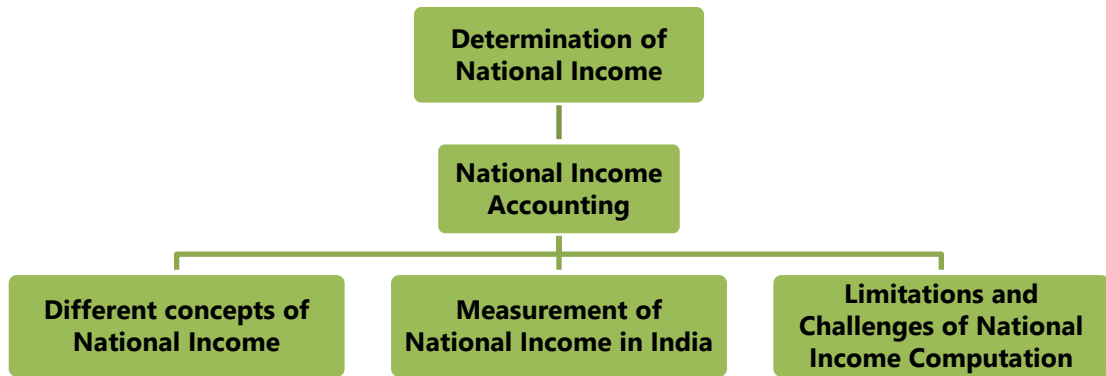 Determination of
National Income
National Income
Accounting
Different concepts of
National Income
Measurement of
National Income in India
Limitations and
Challenges of National
Income Computation